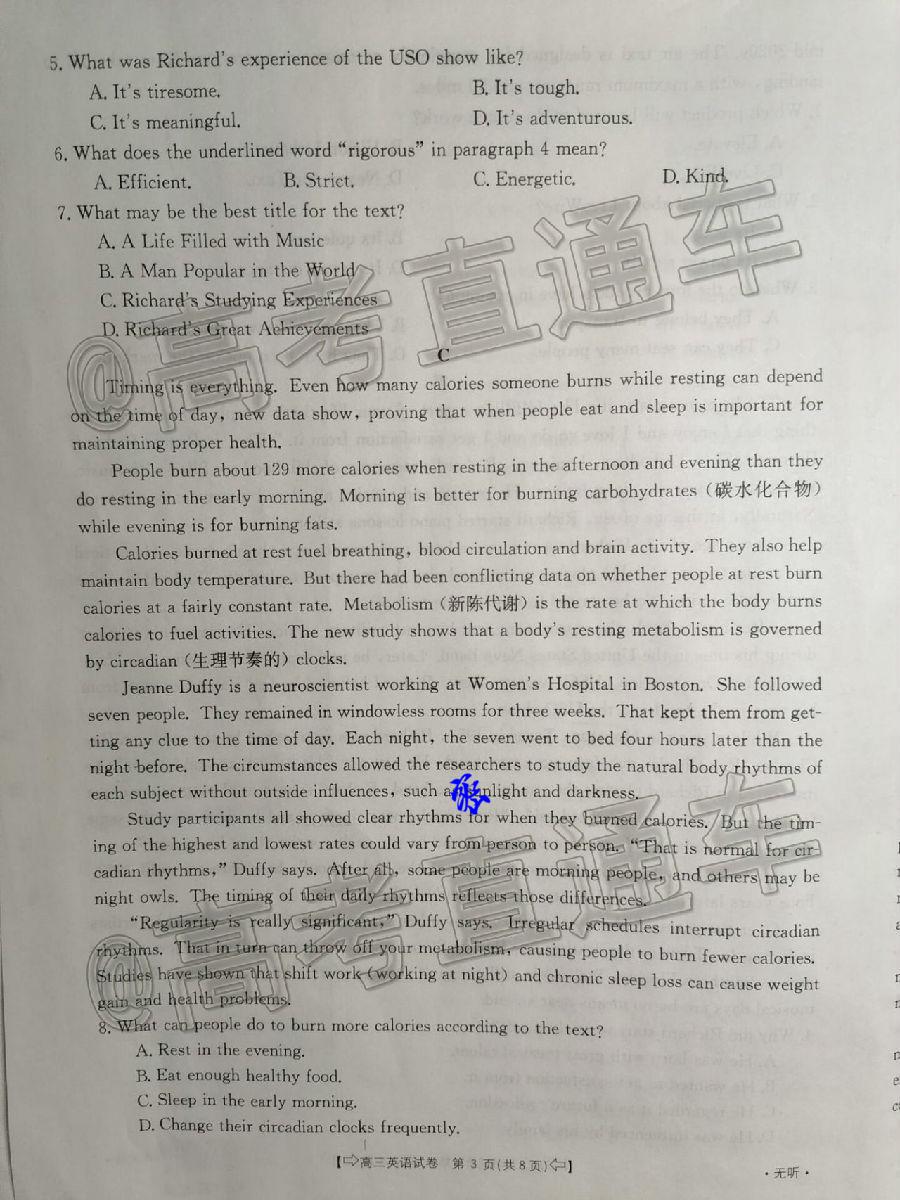 5. What was Richard's experience of the USO show like?
A. It's tiresome. B. It's tough.
C. It's meaningful. D. It's adventurous.
6. What does the underlined word "rigorous" in paragraph 4 mean?
A. Efficient. B. Strict. C. Energetic. D. Kind.
7. What may be the best title for the text?
A. A Life Filled with Music
B. A Man Popular in the World
C. Richard's Studying Experiences
D. Richard's Great Achievements
C
Timing is everything. Even how many calories someone burns while resting can depend
on the time of day, new data show, proving that when people eat and sleep is important for
maintaining proper health.
People burn about 129 more calories when resting in the afternoon and evening than they
do resting in the early morning. Morning is better for burning carbohydrates (碳水化合物)
while evening is for burning fats.
Calories burned at rest fuel breathing, blood circulation and brain activity. They also help
maintain body temperature. But there had been conflicting data on whether people at rest burn
calories at a fairly constant rate. Metabolism (新陈代谢) is the rate at which the body burns
calories to fuel activities. The new study shows that a body's resting metabolism is governed
by circadian (生理节奏的) clocks.
Jeanne Duffy is a neuroscientist working at Women's Hospital in Boston. She followed
seven people. They remained in windowless rooms for three weeks. That kept them from get-
ting any clue to the time of day. Each night, the seven went to bed four hours later than the
night before. The circumstances allowed the researchers to study the natural body rhythms of
each subject without outside influences, such as sunlight and darkness.
Study participants all showed clear rhythms for when they burned calories. But the tim-
ing of the highest and lowest rates could vary from person to person. "That is normal for cir-
cadian rhythms," Duffy says. After all, some people are morning people, and others may be
night owls. The timing of their daily rhythms reflects those differences.
"Regularity is really significant," Duffy says. Irregular schedules interrupt circadian
rhythms. That in turn can throw off your metabolism, causing people to burn fewer calories.
Studies have shown that shift work (working at night) and chronic sleep loss can cause weight
gain and health problems.
8. What can people do to burn more calories according to the text?
A. Rest in the evening.
B. Eat enough healthy food.
C. Sleep in the early morning.
D. Change their circadian clocks frequently.
【⇨高三英语试卷 第 3 页(共 8 页)⇦】
·无听·
@高考直通车
@高考直通车